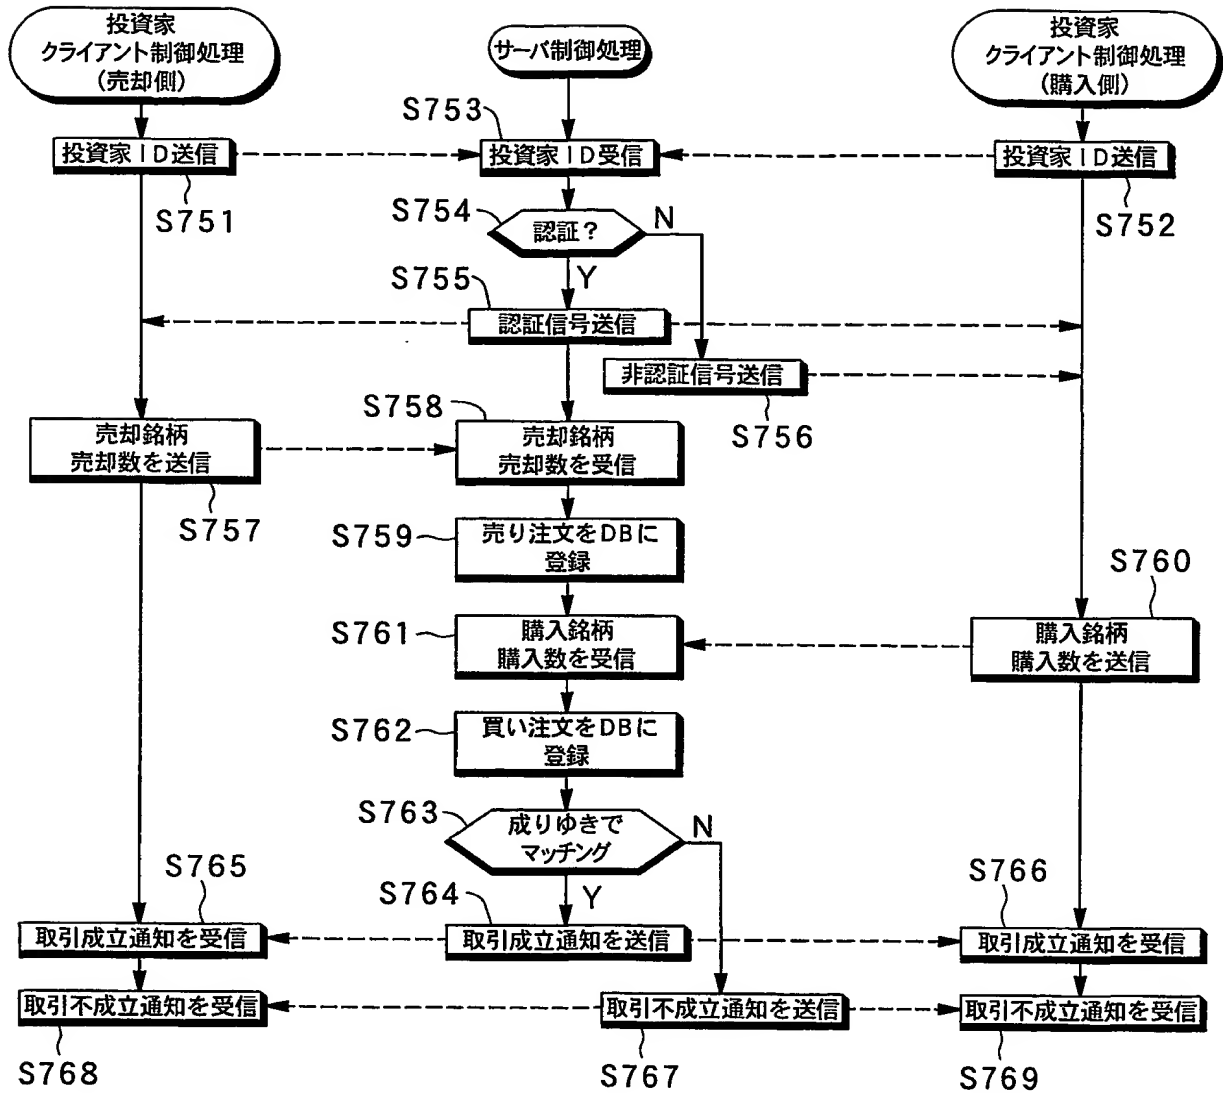 投資家
クライアント制御処理
(売却側)
サーバ制御処理
投資家
クライアント制御処理
(購入側)
S753
投資家ID送信
投資家ID受信
投資家ID送信
S751
S754
認証?
N
S752
S755
Y
認証信号送信
非認証信号送信
S756
S758
売却銘柄
売却数を送信
売却銘柄
売却数を受信
S757
S759
売り注文をDBに
登録
S760
S761
購入銘柄
購入数を受信
購入銘柄
購入数を送信
S762
買い注文をDBに
登録
S763
成りゆきで
マッチング
N
S765
S764
Y
S766
取引成立通知を受信
取引成立通知を送信
取引成立通知を受信
取引不成立通知を受信
取引不成立通知を送信
取引不成立通知を受信
S768
S767
S769